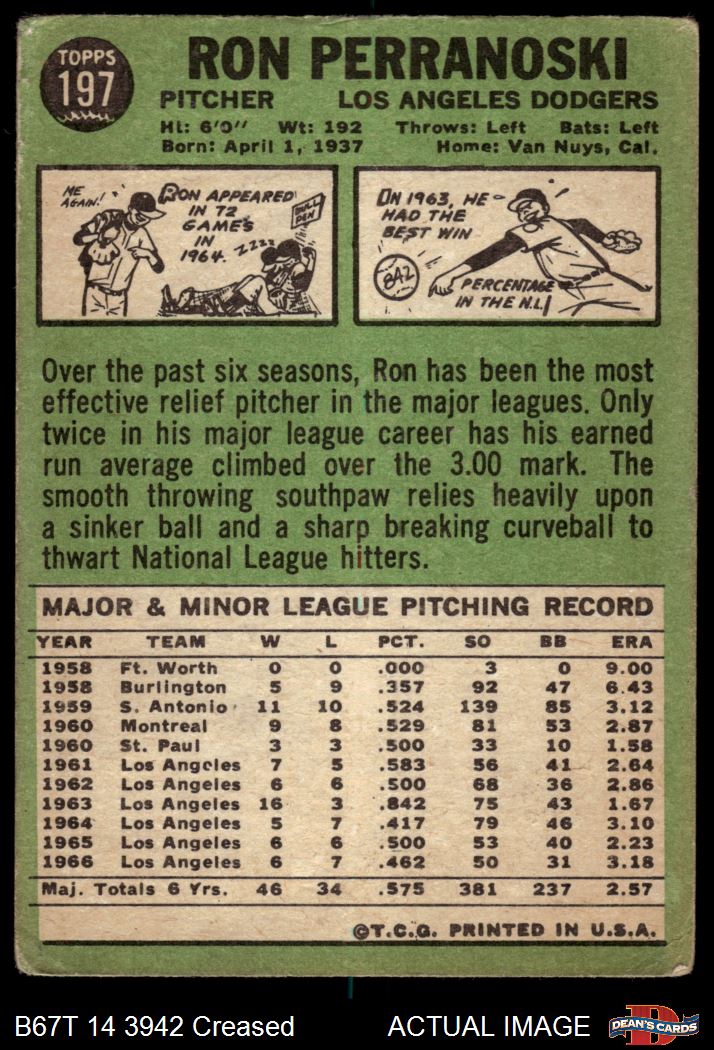 TOPPS
197
RON PERRANOSKI
PITCHER LOS ANGELES DODGERS
Ht: 6'0" Wt: 192 Throws: Left Bats: Left
Born: April 1, 1937 Home: Van Nuys, Cal.
ME AGAIN!
RON APPEARED
IN 72
GAMES
IN
1964.
ZZZZ
BULL PEN
ON 1963, HE
HAD THE
BEST WIN
842
PERCENTAGE
IN THE N.L.
Over the past six seasons, Ron has been the most
effective relief pitcher in the major leagues. Only
twice in his major league career has his earned
run average climbed over the 3.00 mark. The
smooth throwing southpaw relies heavily upon
a sinker ball and a sharp breaking curveball to
thwart National League hitters.
MAJOR & MINOR LEAGUE PITCHING RECORD
YEAR TEAM W L PCT. SO BB ERA
1958 Ft. Worth 0 0 .000 3 0 9.00
1958 Burlington 5 9 .357 92 47 6.43
1959 S. Antonio 11 10 .524 139 85 3.12
1960 Montreal 9 8 .529 81 53 2.87
1960 St. Paul 3 3 .500 33 10 1.58
1961 Los Angeles 7 5 .583 56 41 2.64
1962 Los Angeles 6 6 .500 68 36 2.86
1963 Los Angeles 16 3 .842 75 43 1.67
1964 Los Angeles 5 7 .417 79 46 3.10
1965 Los Angeles 6 6 .500 53 40 2.23
1966 Los Angeles 6 7 .462 50 31 3.18
Maj. Totals 6 Yrs. 46 34 .575 381 237 2.57
©T.C.G. PRINTED IN U.S.A.
B67T 14 3942 Creased ACTUAL IMAGE
D
DEAN'S CARDS